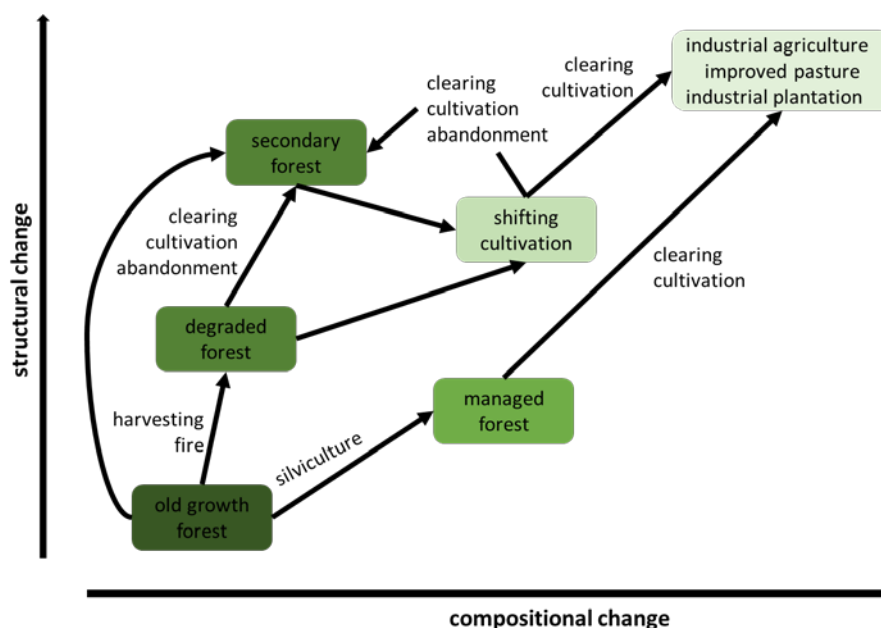 industrial agriculture
improved pasture
industrial plantation
clearing
cultivation
clearing
cultivation
abandonment
secondary
forest
shifting
cultivation
clearing
cultivation
abandonment
clearing
cultivation
structural change
degraded
forest
managed
forest
harvesting
fire
silviculture
old growth
forest
compositional change